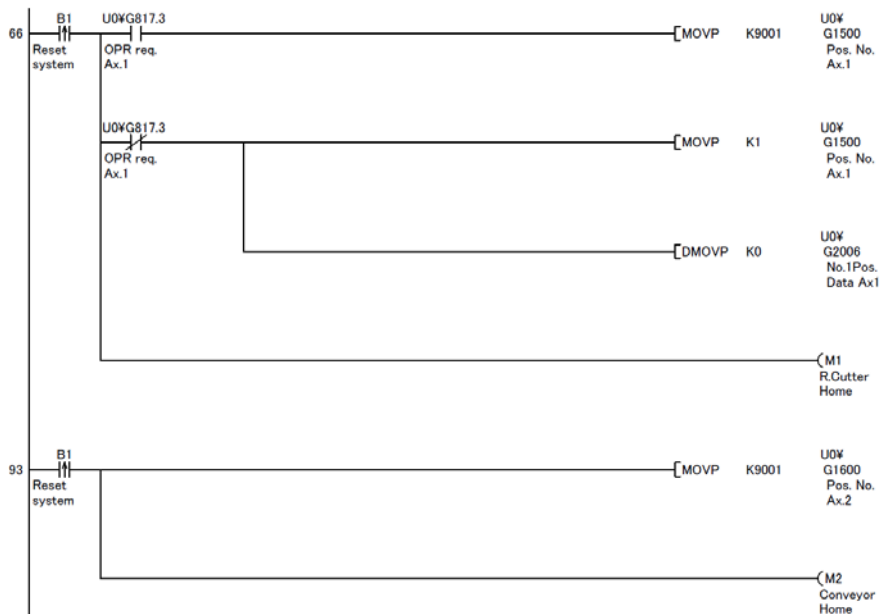 B1 U0¥G817.3 U0¥
66 [MOVP K9001 G1500
Reset OPR req. Pos. No.
system Ax.1 Ax.1
U0¥G817.3 U0¥
[MOVP K1 G1500
OPR req. Pos. No.
Ax.1 Ax.1
U0¥
[DMOVP K0 G2006
No.1Pos.
Data Ax1
(M1
R.Cutter
Home
B1 U0¥
93 [MOVP K9001 G1600
Reset Pos. No.
system Ax.2
(M2
Conveyor
Home